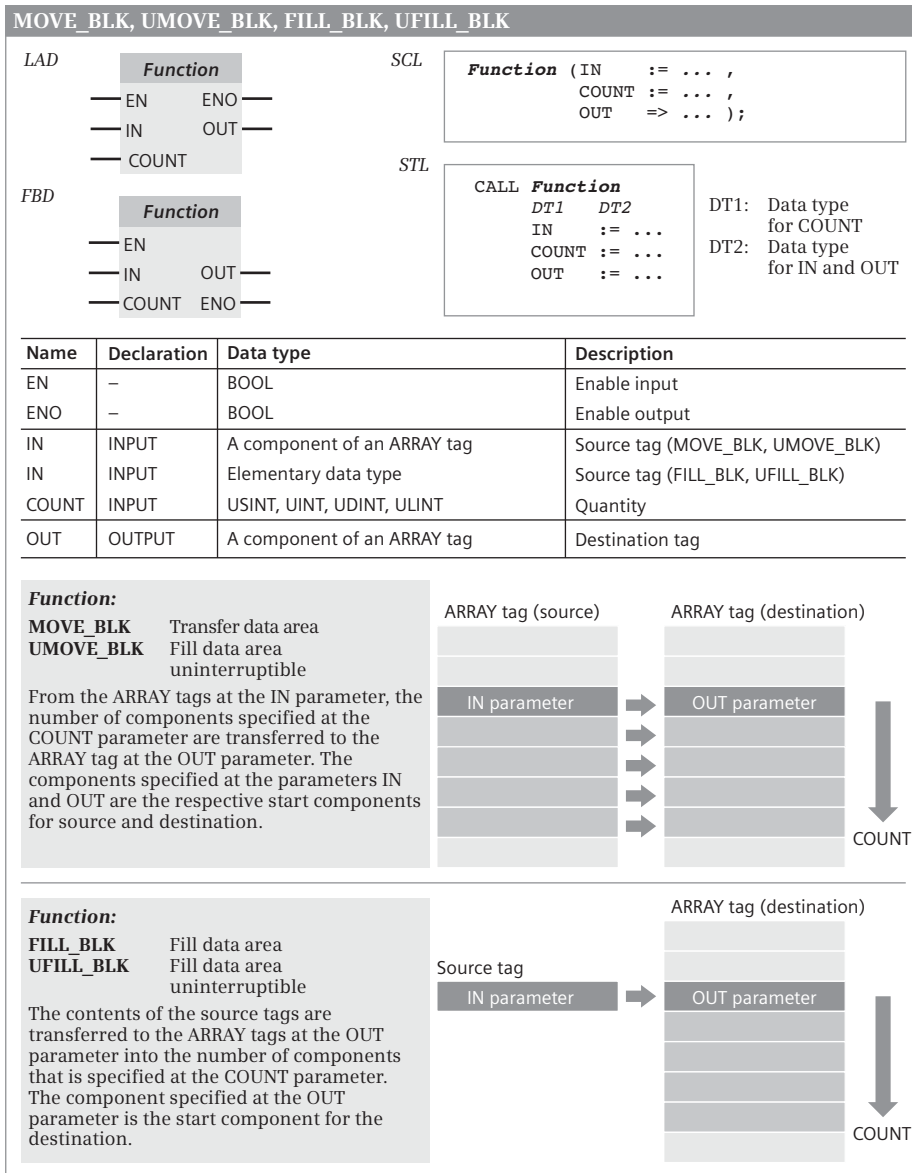 MOVE_BLK, UMOVE_BLK, FILL_BLK, UFILL_BLK
LAD
Function
EN ENO
IN OUT
COUNT
SCL
Function (IN := ... ,
COUNT := ... ,
OUT => ... );
FBD
Function
EN
IN OUT
COUNT ENO
STL
CALL Function
DT1 DT2
IN := ...
COUNT := ...
OUT := ...
DT1: Data type
for COUNT
DT2: Data type
for IN and OUT
Name Declaration Data type Description
EN – BOOL Enable input
ENO – BOOL Enable output
IN INPUT A component of an ARRAY tag Source tag (MOVE_BLK, UMOVE_BLK)
IN INPUT Elementary data type Source tag (FILL_BLK, UFILL_BLK)
COUNT INPUT USINT, UINT, UDINT, ULINT Quantity
OUT OUTPUT A component of an ARRAY tag Destination tag
Function:
MOVE_BLK Transfer data area
UMOVE_BLK Fill data area
uninterruptible
From the ARRAY tags at the IN parameter, the
number of components specified at the
COUNT parameter are transferred to the
ARRAY tag at the OUT parameter. The
components specified at the parameters IN
and OUT are the respective start components
for source and destination.
ARRAY tag (source) ARRAY tag (destination)
IN parameter OUT parameter
COUNT
Function:
FILL_BLK Fill data area
UFILL_BLK Fill data area
uninterruptible
The contents of the source tags are
transferred to the ARRAY tags at the OUT
parameter into the number of components
that is specified at the COUNT parameter.
The component specified at the OUT
parameter is the start component for the
destination.
ARRAY tag (destination)
Source tag
IN parameter OUT parameter
COUNT